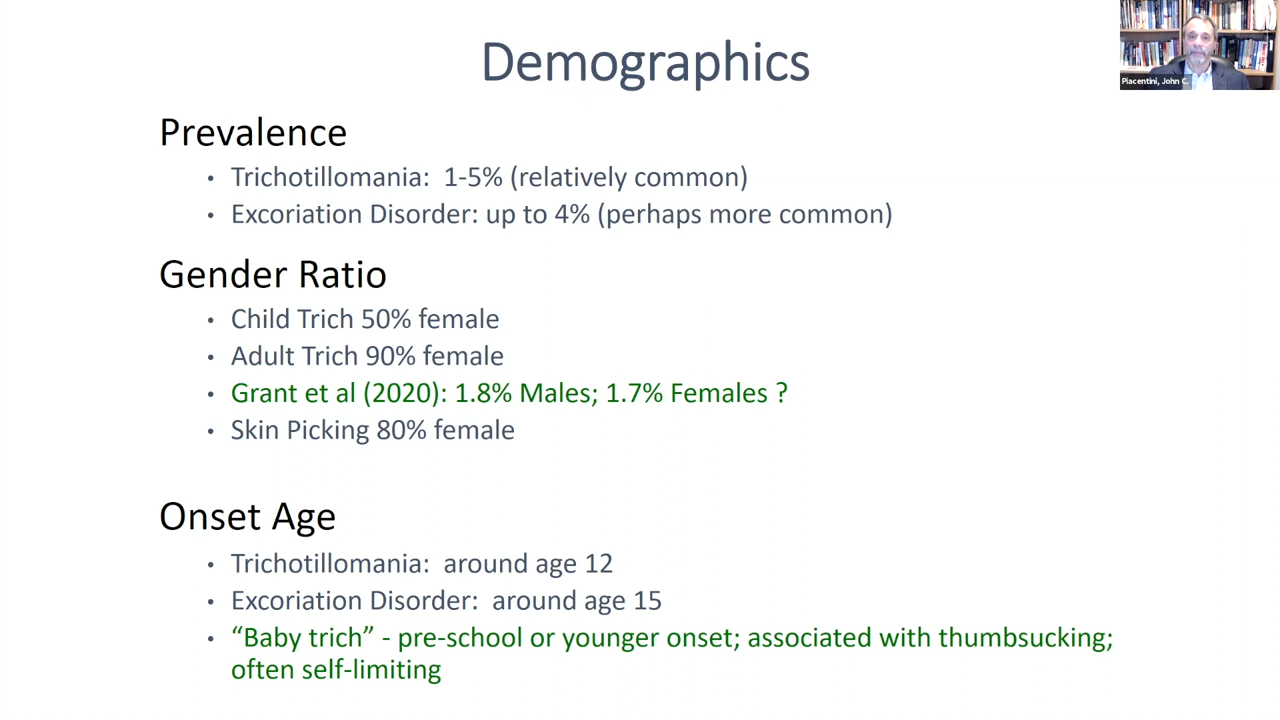 Demographics
Piacentini, John C.
Prevalence
• Trichotillomania: 1-5% (relatively common)
• Excoriation Disorder: up to 4% (perhaps more common)
Gender Ratio
• Child Trich 50% female
• Adult Trich 90% female
• Grant et al (2020): 1.8% Males; 1.7% Females ?
• Skin Picking 80% female
Onset Age
• Trichotillomania: around age 12
• Excoriation Disorder: around age 15
• “Baby trich” - pre-school or younger onset; associated with thumbsucking;
often self-limiting